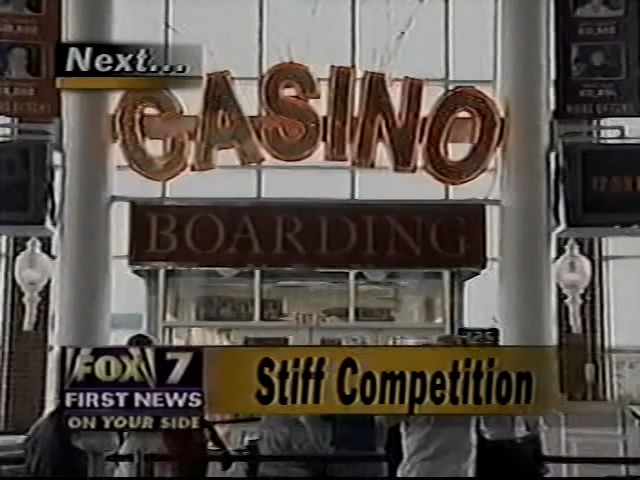 Next...
CASINO
BOARDING
FOX 7
FIRST NEWS
ON YOUR SIDE
Stiff Competition